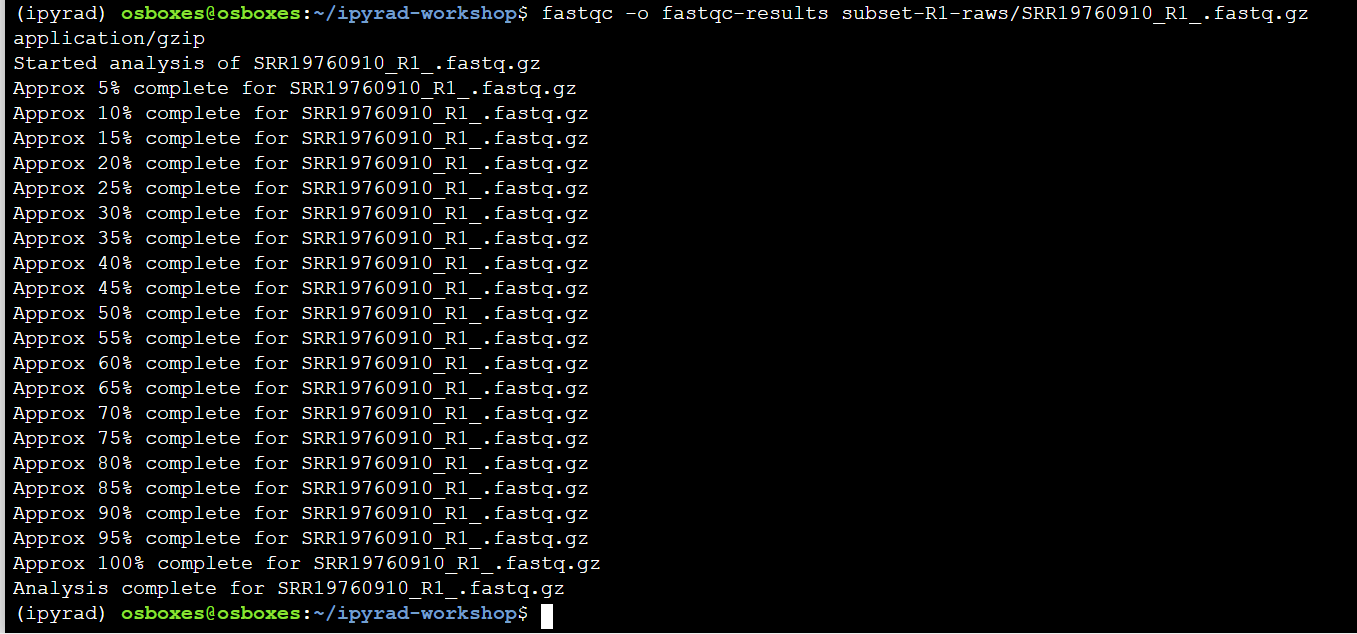 (ipyrad) osboxes@osboxes:~/ipyrad-workshop$ fastqc -o fastqc-results subset-R1-raws/SRR19760910_R1_.fastq.gz
application/gzip
Started analysis of SRR19760910_R1_.fastq.gz
Approx 5% complete for SRR19760910_R1_.fastq.gz
Approx 10% complete for SRR19760910_R1_.fastq.gz
Approx 15% complete for SRR19760910_R1_.fastq.gz
Approx 20% complete for SRR19760910_R1_.fastq.gz
Approx 25% complete for SRR19760910_R1_.fastq.gz
Approx 30% complete for SRR19760910_R1_.fastq.gz
Approx 35% complete for SRR19760910_R1_.fastq.gz
Approx 40% complete for SRR19760910_R1_.fastq.gz
Approx 45% complete for SRR19760910_R1_.fastq.gz
Approx 50% complete for SRR19760910_R1_.fastq.gz
Approx 55% complete for SRR19760910_R1_.fastq.gz
Approx 60% complete for SRR19760910_R1_.fastq.gz
Approx 65% complete for SRR19760910_R1_.fastq.gz
Approx 70% complete for SRR19760910_R1_.fastq.gz
Approx 75% complete for SRR19760910_R1_.fastq.gz
Approx 80% complete for SRR19760910_R1_.fastq.gz
Approx 85% complete for SRR19760910_R1_.fastq.gz
Approx 90% complete for SRR19760910_R1_.fastq.gz
Approx 95% complete for SRR19760910_R1_.fastq.gz
Approx 100% complete for SRR19760910_R1_.fastq.gz
Analysis complete for SRR19760910_R1_.fastq.gz
(ipyrad) osboxes@osboxes:~/ipyrad-workshop$